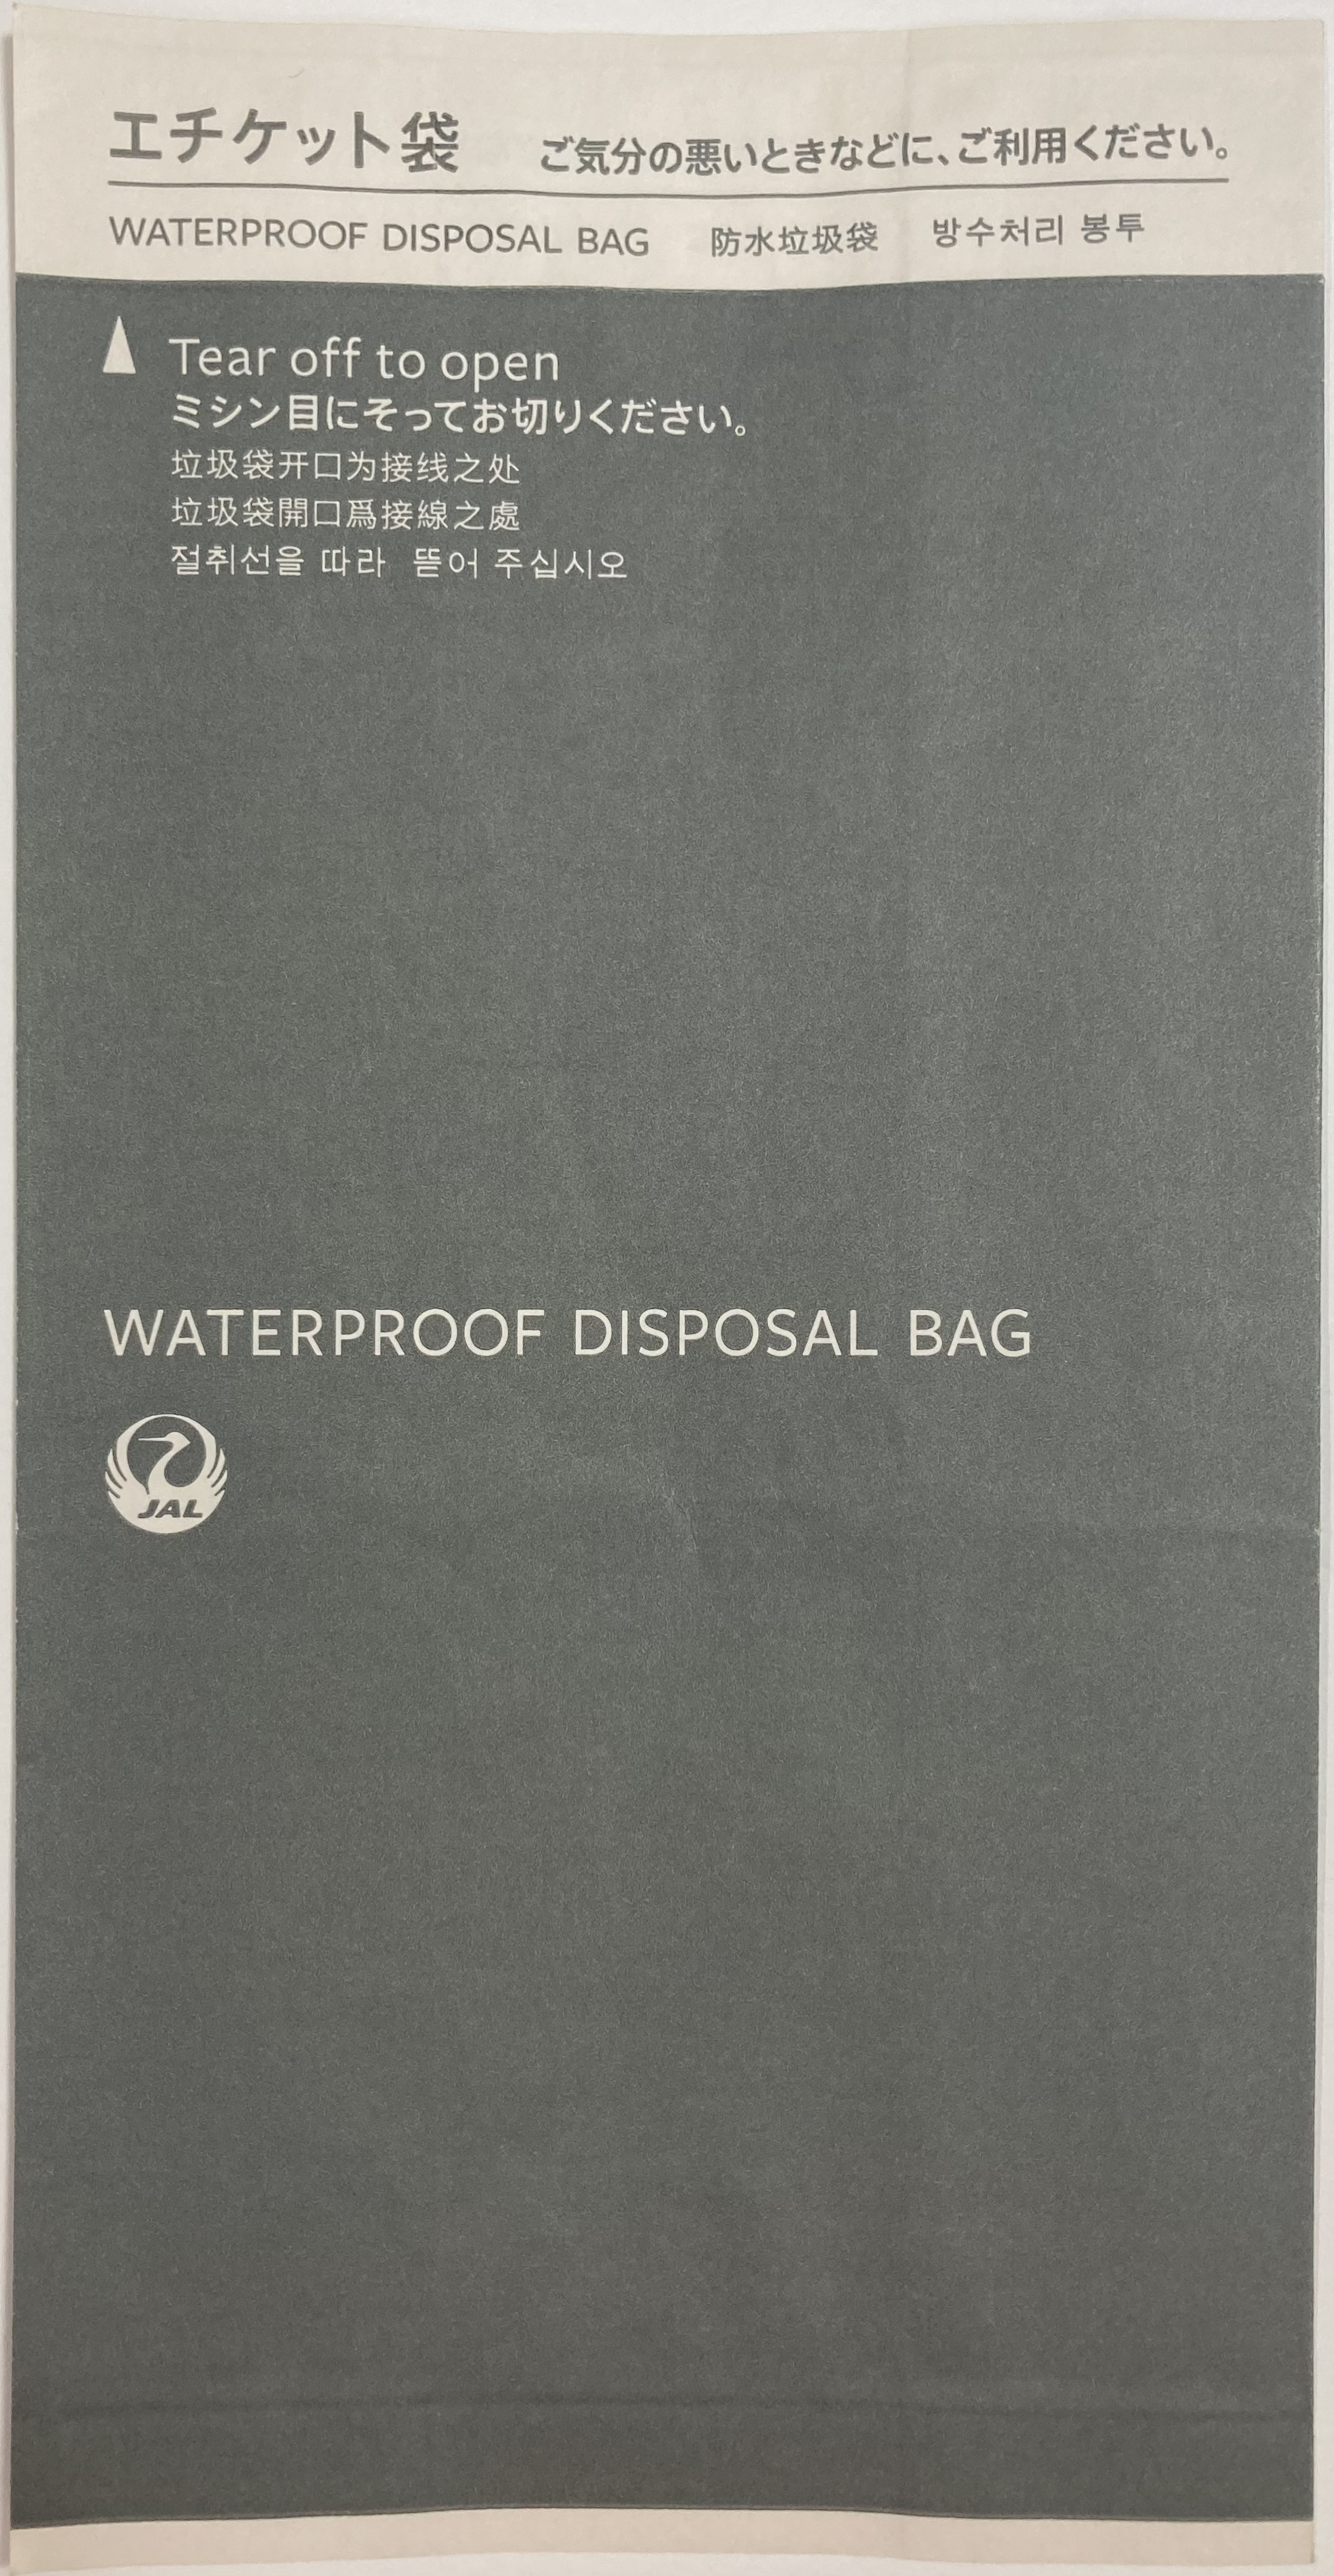 エチケット袋 ご気分の悪いときなどに、ご利用ください。
WATERPROOF DISPOSAL BAG 防水垃圾袋 방수처리 봉투
Tear off to open
ミシン目にそってお切りください。
垃圾袋开口为接线之处
垃圾袋開口爲接線之處
절취선을 따라 뜯어 주십시오
WATERPROOF DISPOSAL BAG
JAL